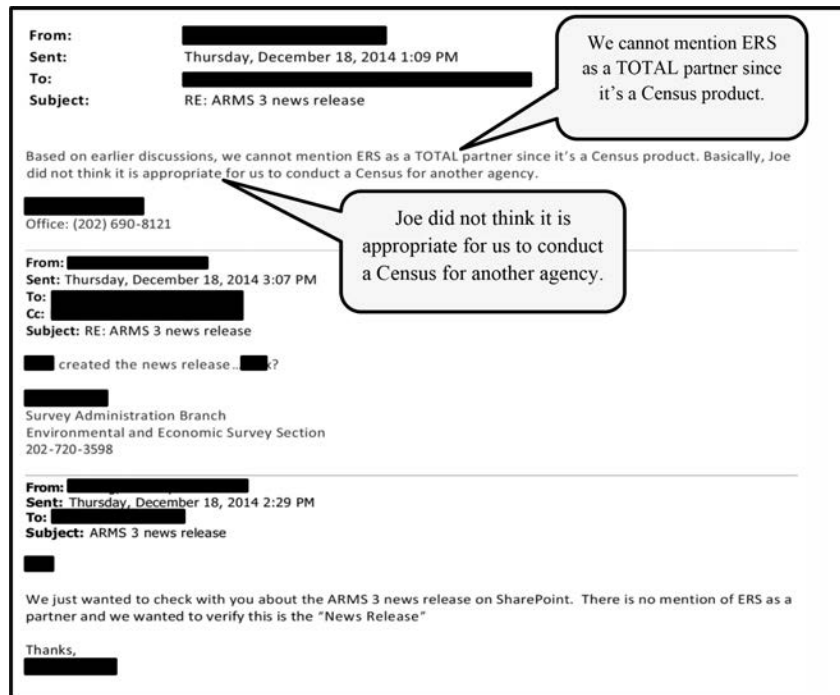 From:
Sent: Thursday, December 18, 2014 1:09 PM
To:
Subject: RE: ARMS 3 news release
We cannot mention ERS
as a TOTAL partner since
it's a Census product.
Based on earlier discussions, we cannot mention ERS as a TOTAL partner since it's a Census product. Basically, Joe
did not think it is appropriate for us to conduct a Census for another agency.
Joe did not think it is
appropriate for us to conduct
a Census for another agency.
Office: (202) 690-8121
From:
Sent: Thursday, December 18, 2014 3:07 PM
To:
Cc:
Subject: RE: ARMS 3 news release
created the news release... ?
Survey Administration Branch
Environmental and Economic Survey Section
202-720-3598
From:
Sent: Thursday, December 18, 2014 2:29 PM
To:
Subject: ARMS 3 news release
We just wanted to check with you about the ARMS 3 news release on SharePoint. There is no mention of ERS as a
partner and we wanted to verify this is the "News Release"
Thanks,